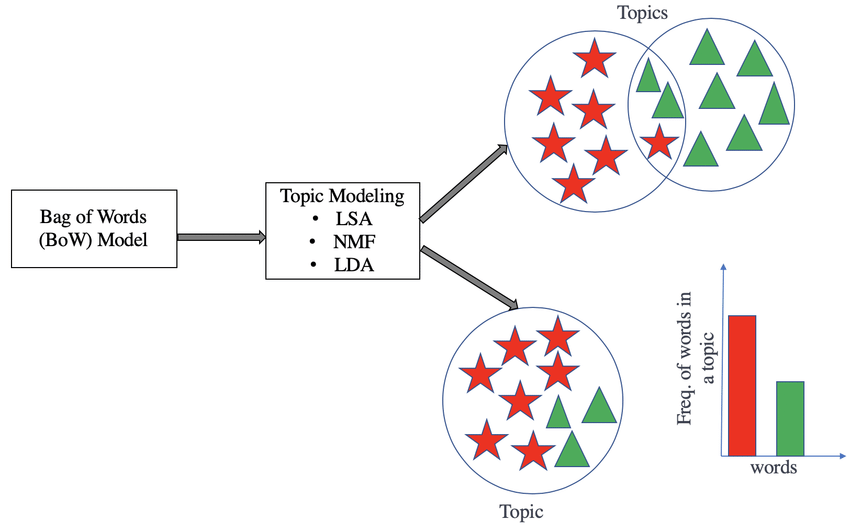 Topics
Bag of Words
(BoW) Model
Topic Modeling
• LSA
• NMF
• LDA
Freq. of words in
a topic
words
Topic